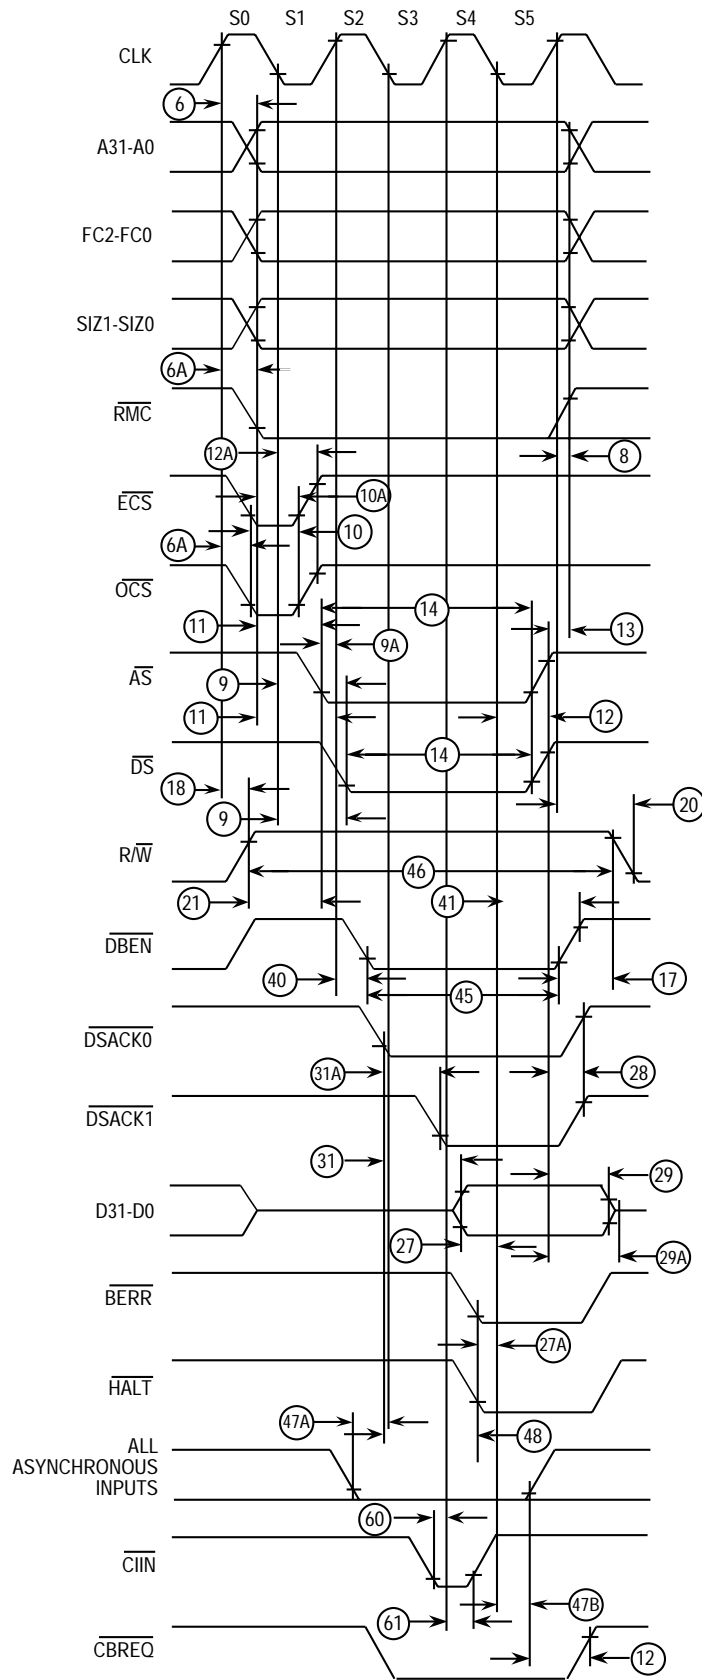 S0 S1 S2 S3 S4 S5
CLK
6
A31-A0
FC2-FC0
SIZ1-SIZ0
6A
RMC
12A
8
ECS
10A
10
6A
OCS
14
11
13
9A
AS
9
11
12
DS
14
18
20
9
R/W
46
21
41
DBEN
40
45
17
DSACK0
31A
28
DSACK1
31
29
D31-D0
27
29A
BERR
27A
HALT
47A
48
ALL
ASYNCHRONOUS
INPUTS
60
CIIN
61
47B
CBREQ
12